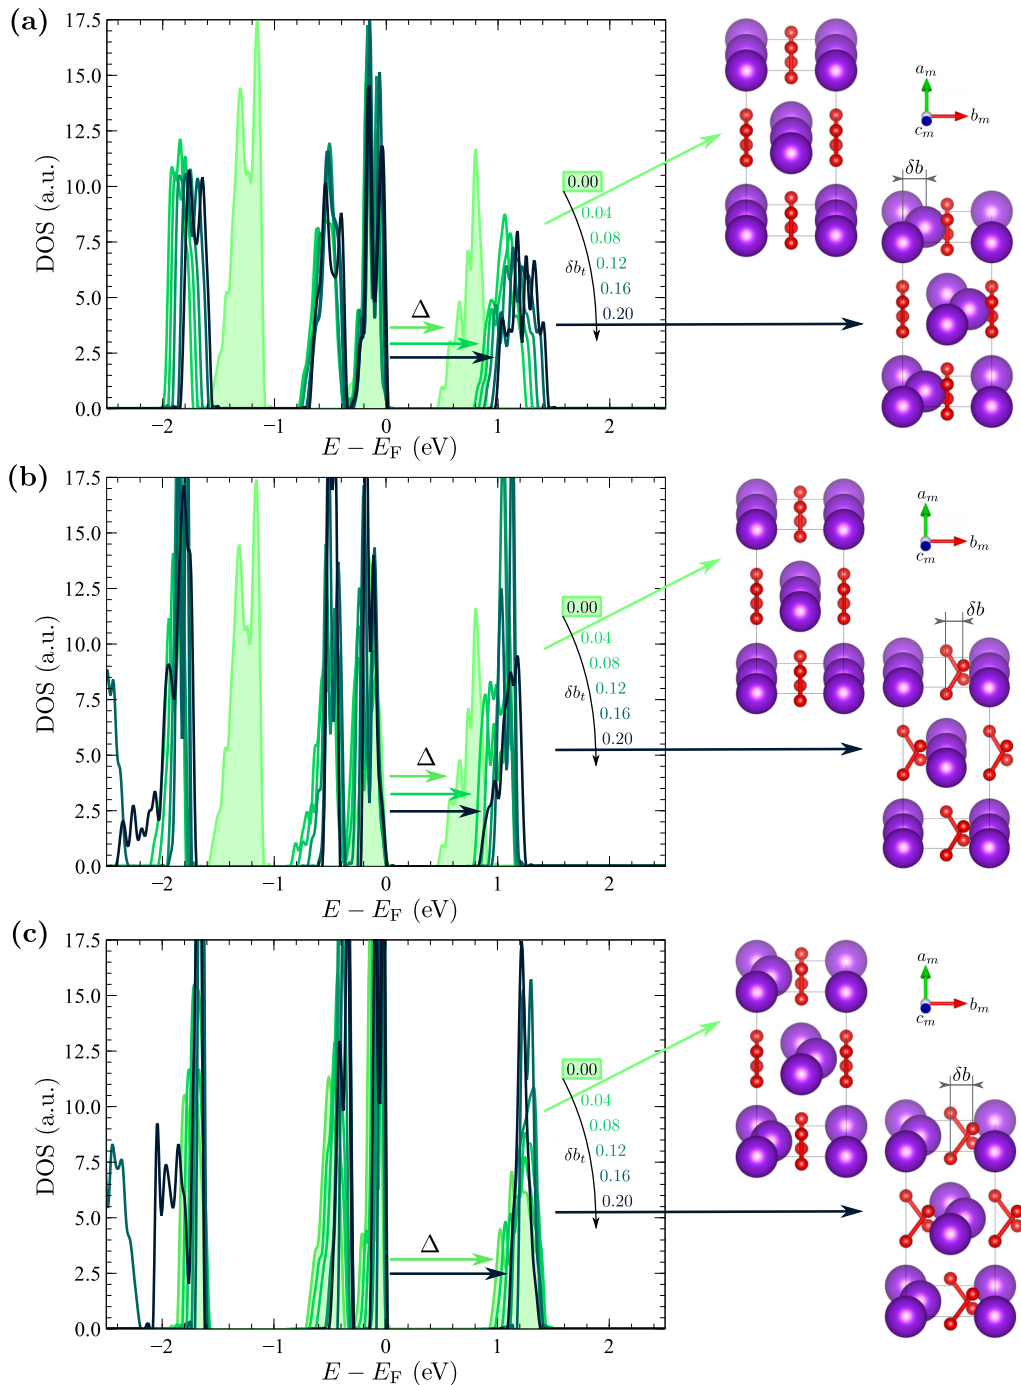 (a)
17.5
15.0
12.5
10.0
7.5
5.0
2.5
0.0
DOS (a.u.)
−2 −1 0 1 2
E − E_F (eV)
Δ
0.00
0.04
0.08
0.12
0.16
0.20
δb_t
a_m
b_m
c_m
δb
(b)
17.5
15.0
12.5
10.0
7.5
5.0
2.5
0.0
DOS (a.u.)
−2 −1 0 1 2
E − E_F (eV)
Δ
0.00
0.04
0.08
0.12
0.16
0.20
δb_t
a_m
b_m
c_m
δb
(c)
17.5
15.0
12.5
10.0
7.5
5.0
2.5
0.0
DOS (a.u.)
−2 −1 0 1 2
E − E_F (eV)
Δ
0.00
0.04
0.08
0.12
0.16
0.20
δb_t
a_m
b_m
c_m
δb